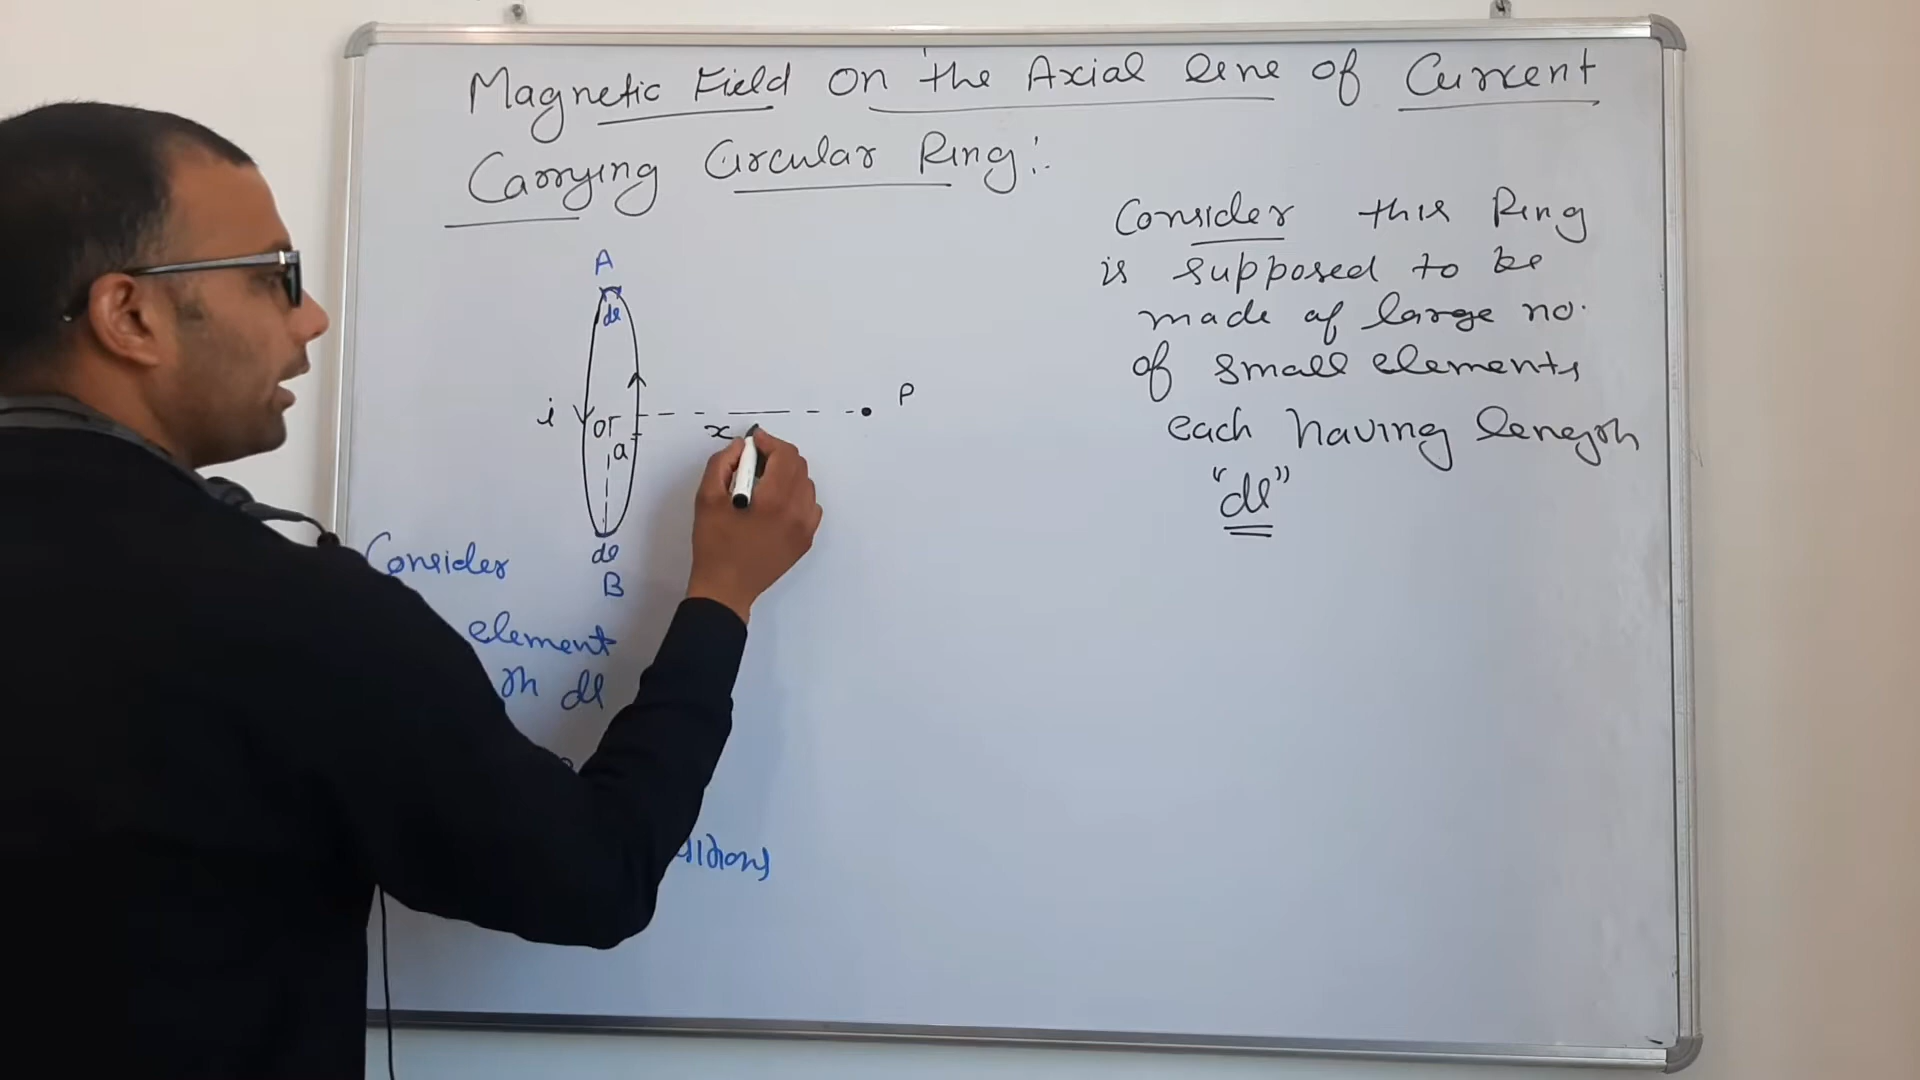 Magnetic Field on the Axial line of Current
Carrying Circular Ring :
Consider this Ring
is supposed to be
made of large no.
of small elements
each having length
"dl"
A
dl
i
o
a
x
P
dl
B
Consider
element
dl